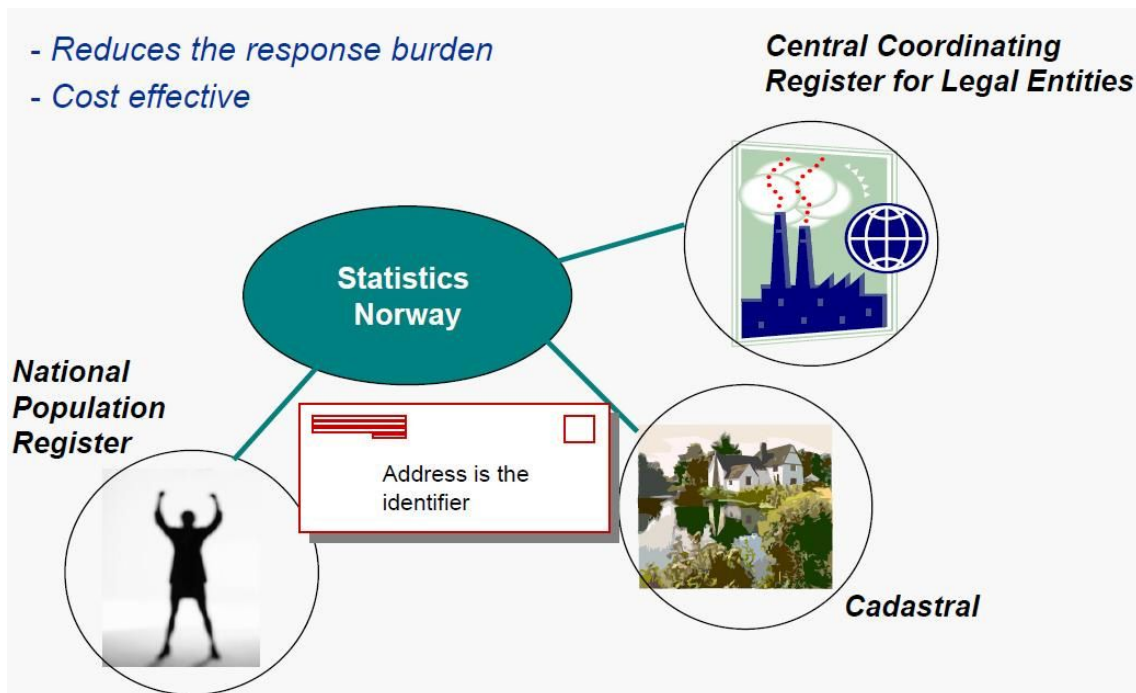 - Reduces the response burden
- Cost effective
Central Coordinating
Register for Legal Entities
Statistics
Norway
National
Population
Register
Address is the
identifier
Cadastral